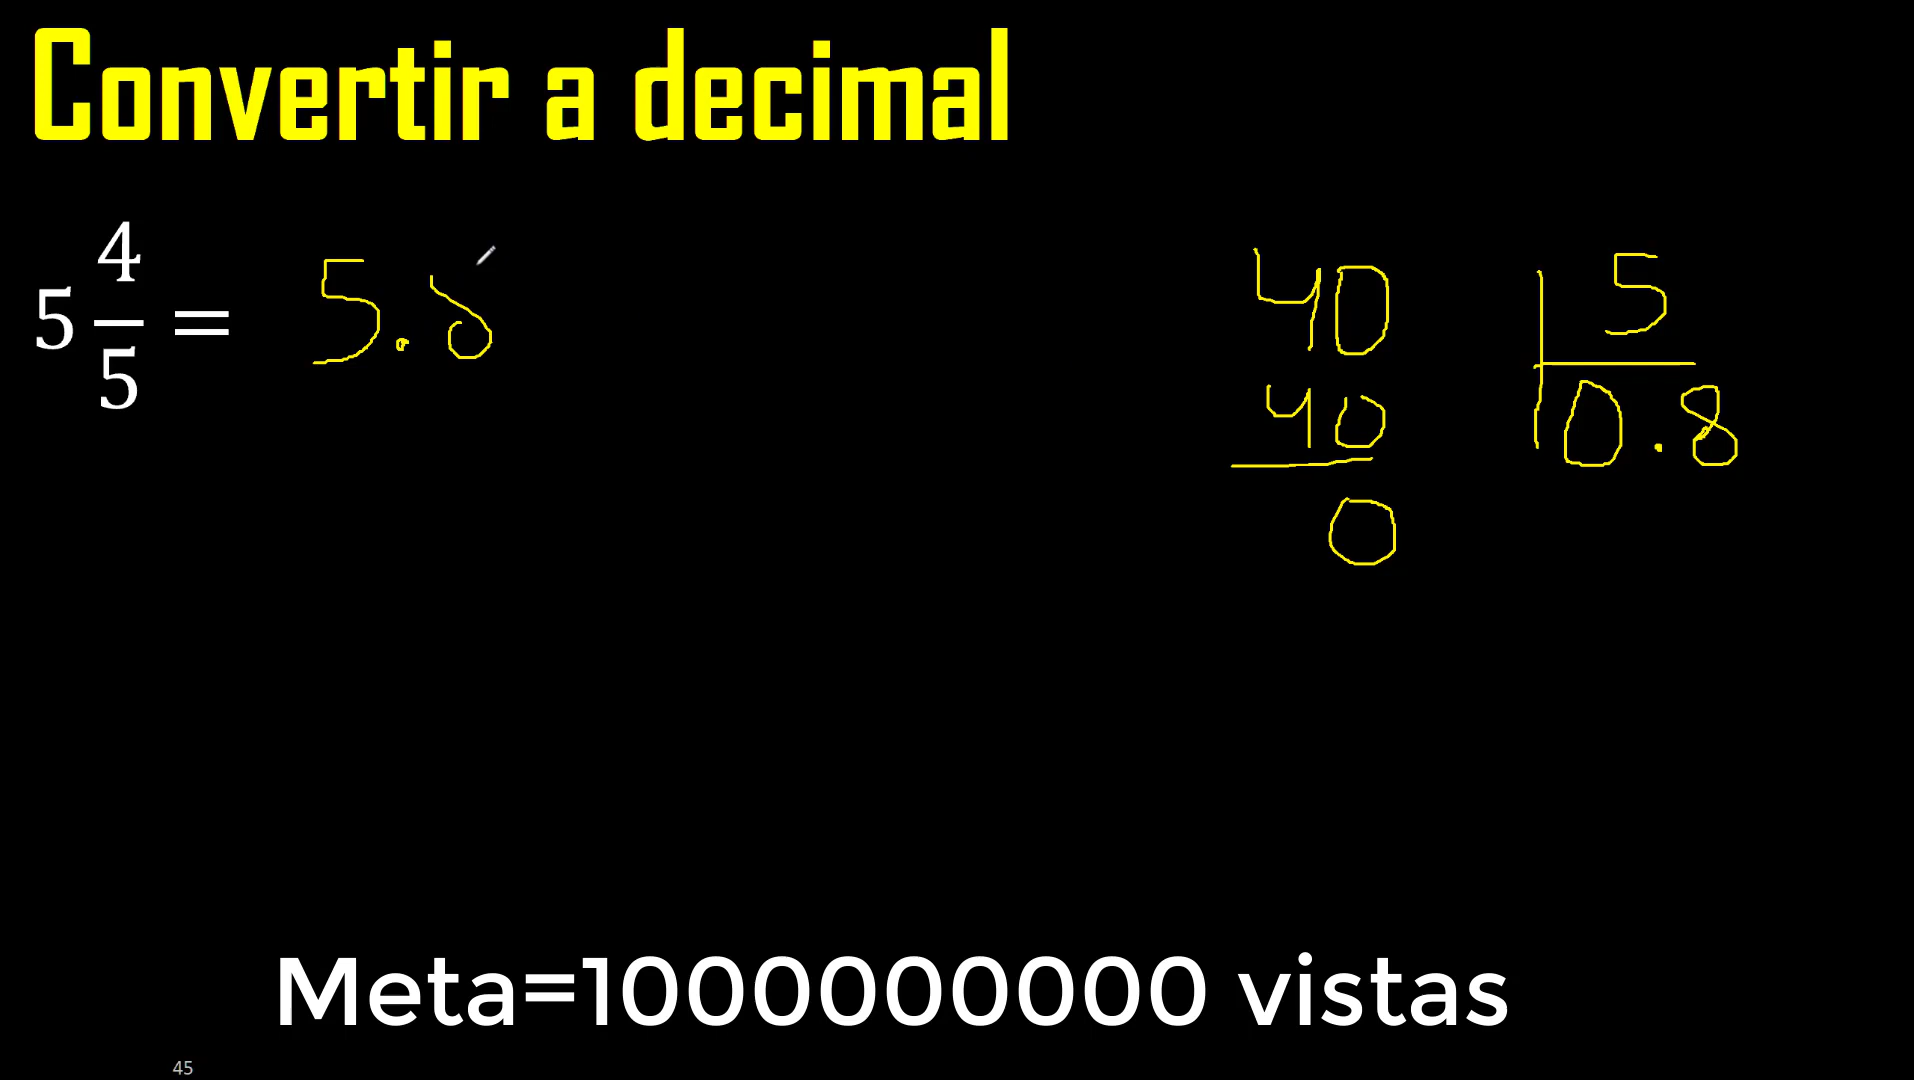 Convertir a decimal
5 4/5 = 5.8
40 5
40 0.8
0
Meta=1000000000 vistas
45